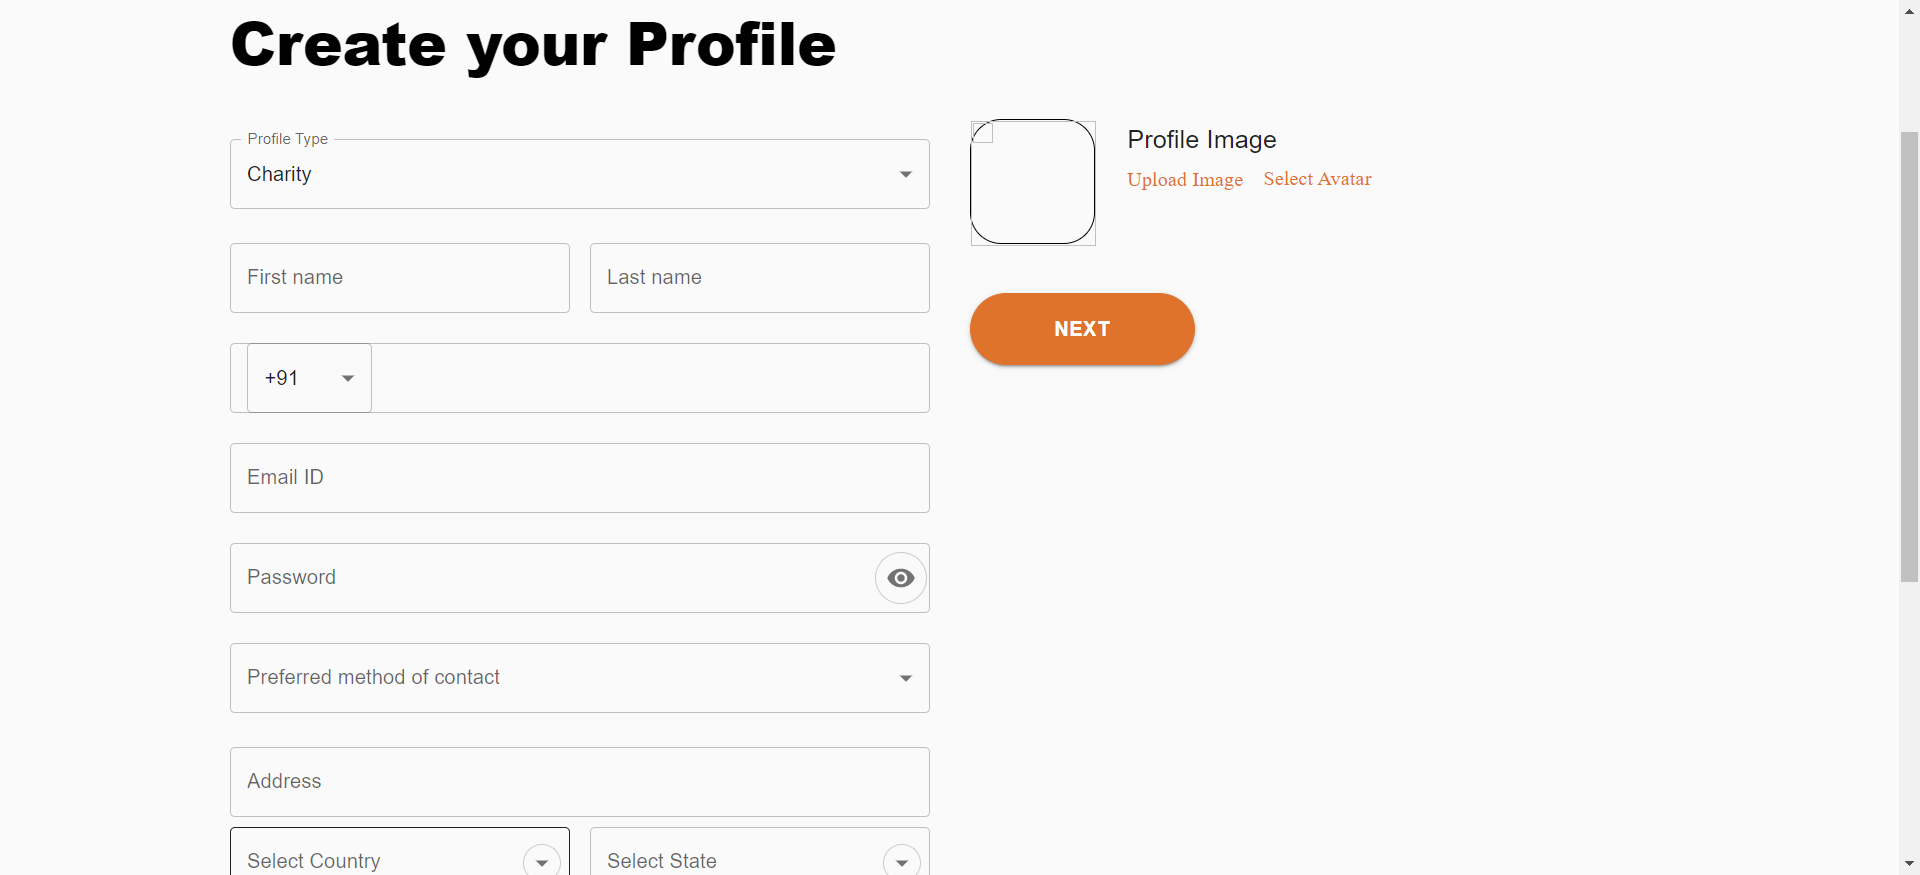 Create your Profile
Profile Type
Charity
First name
Last name
+91
Email ID
Password
Preferred method of contact
Address
Select Country
Select State
Profile Image
Upload Image
Select Avatar
NEXT